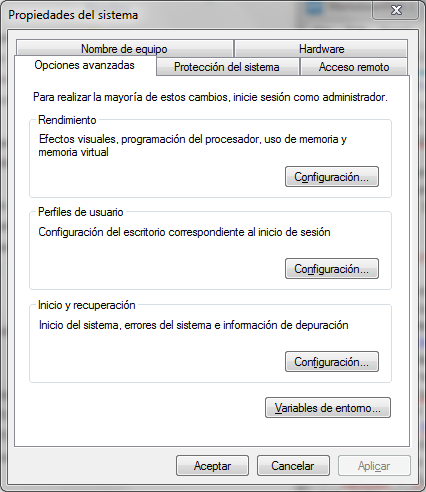 Propiedades del sistema
Nombre de equipo
Hardware
Opciones avanzadas
Protección del sistema
Acceso remoto
Para realizar la mayoría de estos cambios, inicie sesión como administrador.
Rendimiento
Efectos visuales, programación del procesador, uso de memoria y
memoria virtual
Configuración...
Perfiles de usuario
Configuración del escritorio correspondiente al inicio de sesión
Configuración...
Inicio y recuperación
Inicio del sistema, errores del sistema e información de depuración
Configuración...
Variables de entorno...
Aceptar
Cancelar
Aplicar